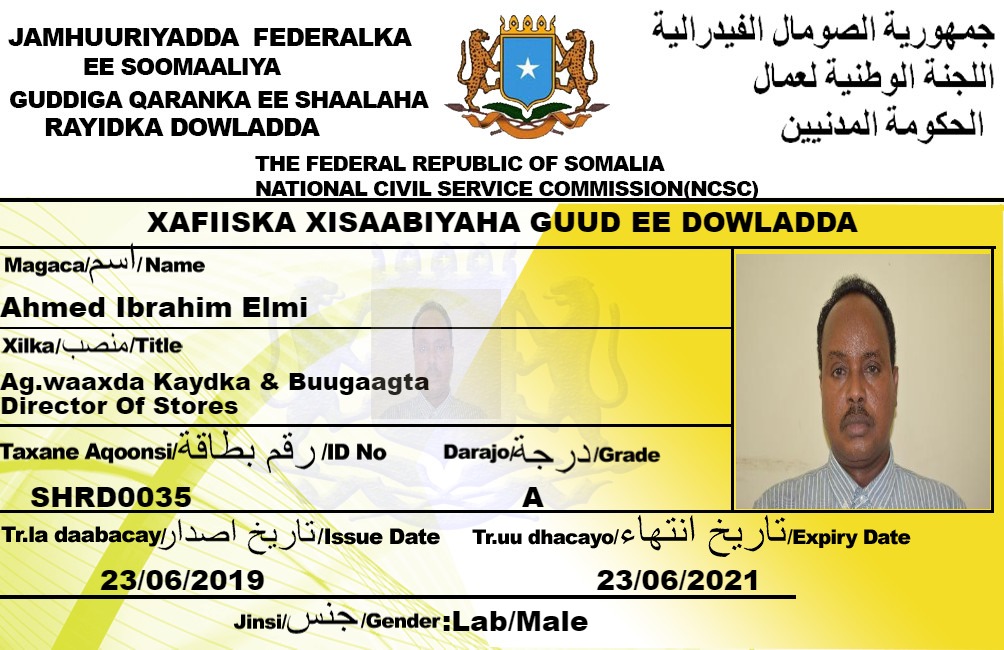 JAMHUURIYADDA FEDERALKA
EE SOOMAALIYA
GUDDIGA QARANKA EE SHAALAHA
RAYIDKA DOWLADDA
جمهورية الصومال الفيدرالية
اللجنة الوطنية لعمال
الحكومة المدنيين
THE FEDERAL REPUBLIC OF SOMALIA
NATIONAL CIVIL SERVICE COMMISSION(NCSC)
XAFIISKA XISAABIYAHA GUUD EE DOWLADDA
Magaca/اسم/Name
Ahmed Ibrahim Elmi
Xilka/منصب/Title
Ag.waaxda Kaydka & Buugaagta
Director Of Stores
Taxane Aqoonsi/رقم بطاقة/ID No
Darajo/درجة/Grade
SHRD0035
A
Tr.la daabacay/تاريخ اصدار/Issue Date
Tr.uu dhacayo/تاريخ انتهاء/Expiry Date
23/06/2019
23/06/2021
Jinsi/جنس/Gender:Lab/Male